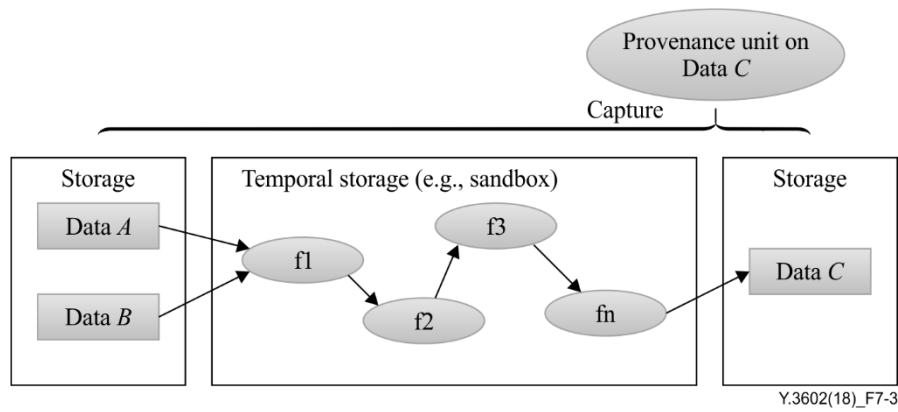 Provenance unit on
Data C
Capture
Storage
Temporal storage (e.g., sandbox)
Storage
Data A
Data B
f1
f2
f3
fn
Data C
Y.3602(18)_F7-3